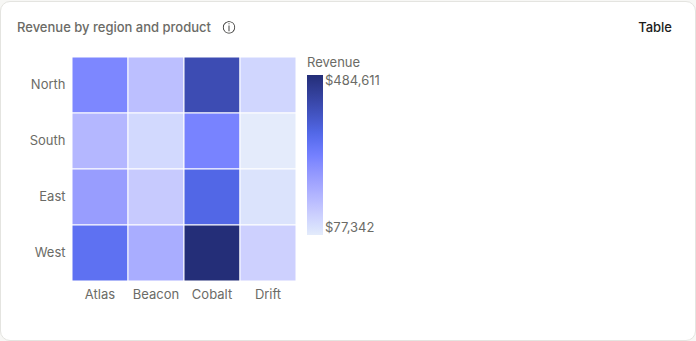 Revenue by region and product
Table
Revenue
$484,611
$77,342
North
South
East
West
Atlas Beacon Cobalt Drift